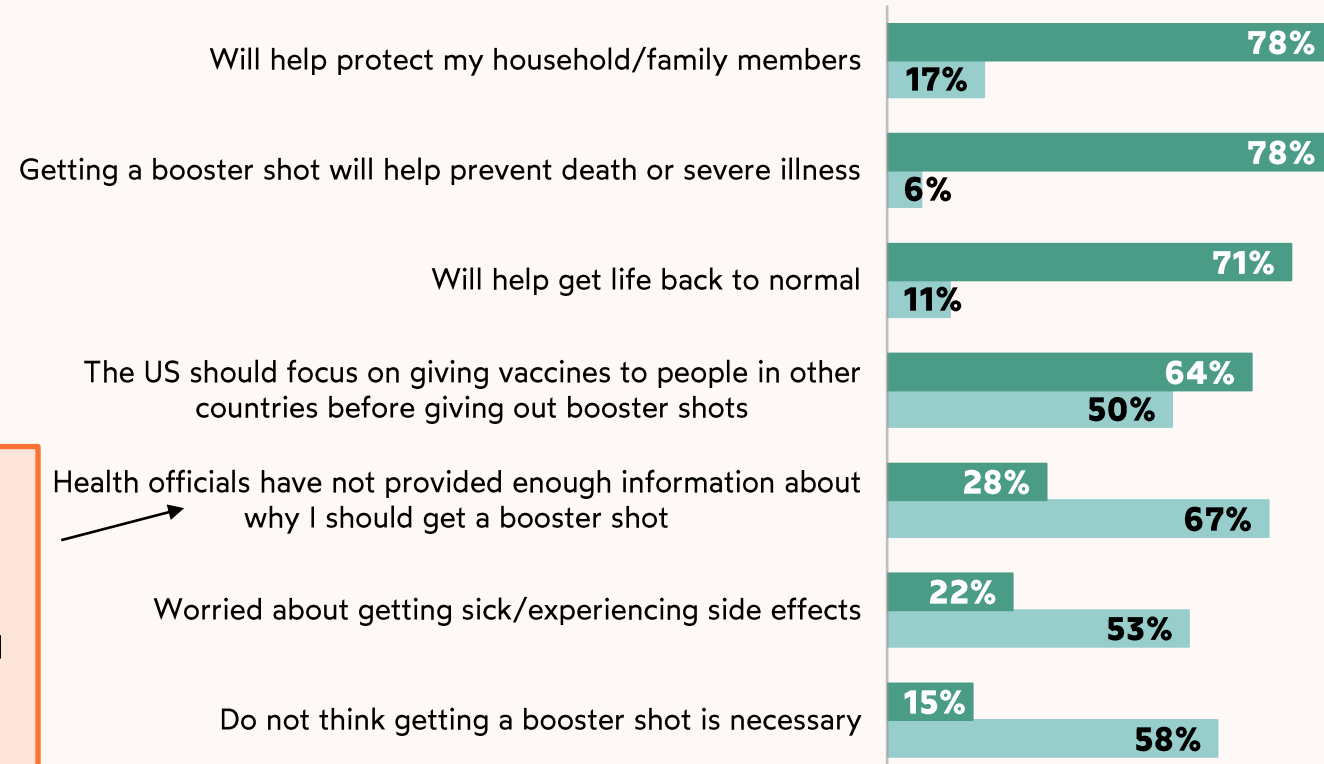 Will help protect my household/family members
78%
17%
Getting a booster shot will help prevent death or severe illness
78%
6%
Will help get life back to normal
71%
11%
The US should focus on giving vaccines to people in other
countries before giving out booster shots
64%
50%
Health officials have not provided enough information about
why I should get a booster shot
28%
67%
Worried about getting sick/experiencing side effects
22%
53%
Do not think getting a booster shot is necessary
15%
58%